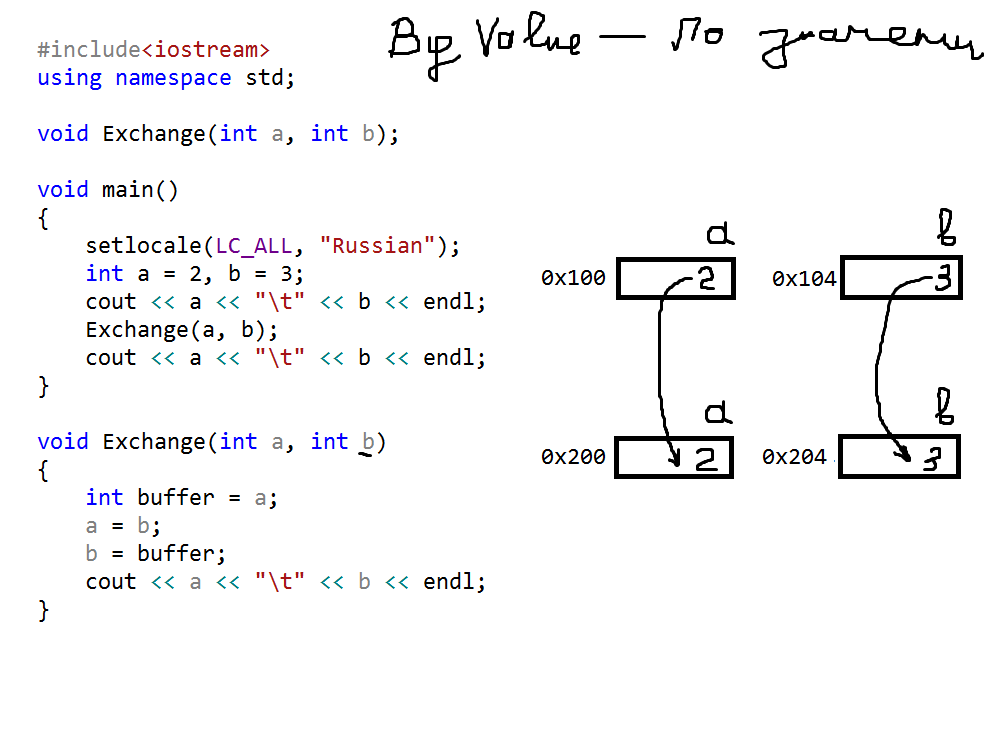 By Value — По значени
#include<iostream>
using namespace std;
void Exchange(int a, int b);
void main()
{
setlocale(LC_ALL, "Russian");
int a = 2, b = 3;
cout << a << "\t" << b << endl;
Exchange(a, b);
cout << a << "\t" << b << endl;
}
void Exchange(int a, int b)
{
int buffer = a;
a = b;
b = buffer;
cout << a << "\t" << b << endl;
}
a b
0x100 2 0x104 3
a b
0x200 2 0x204 3